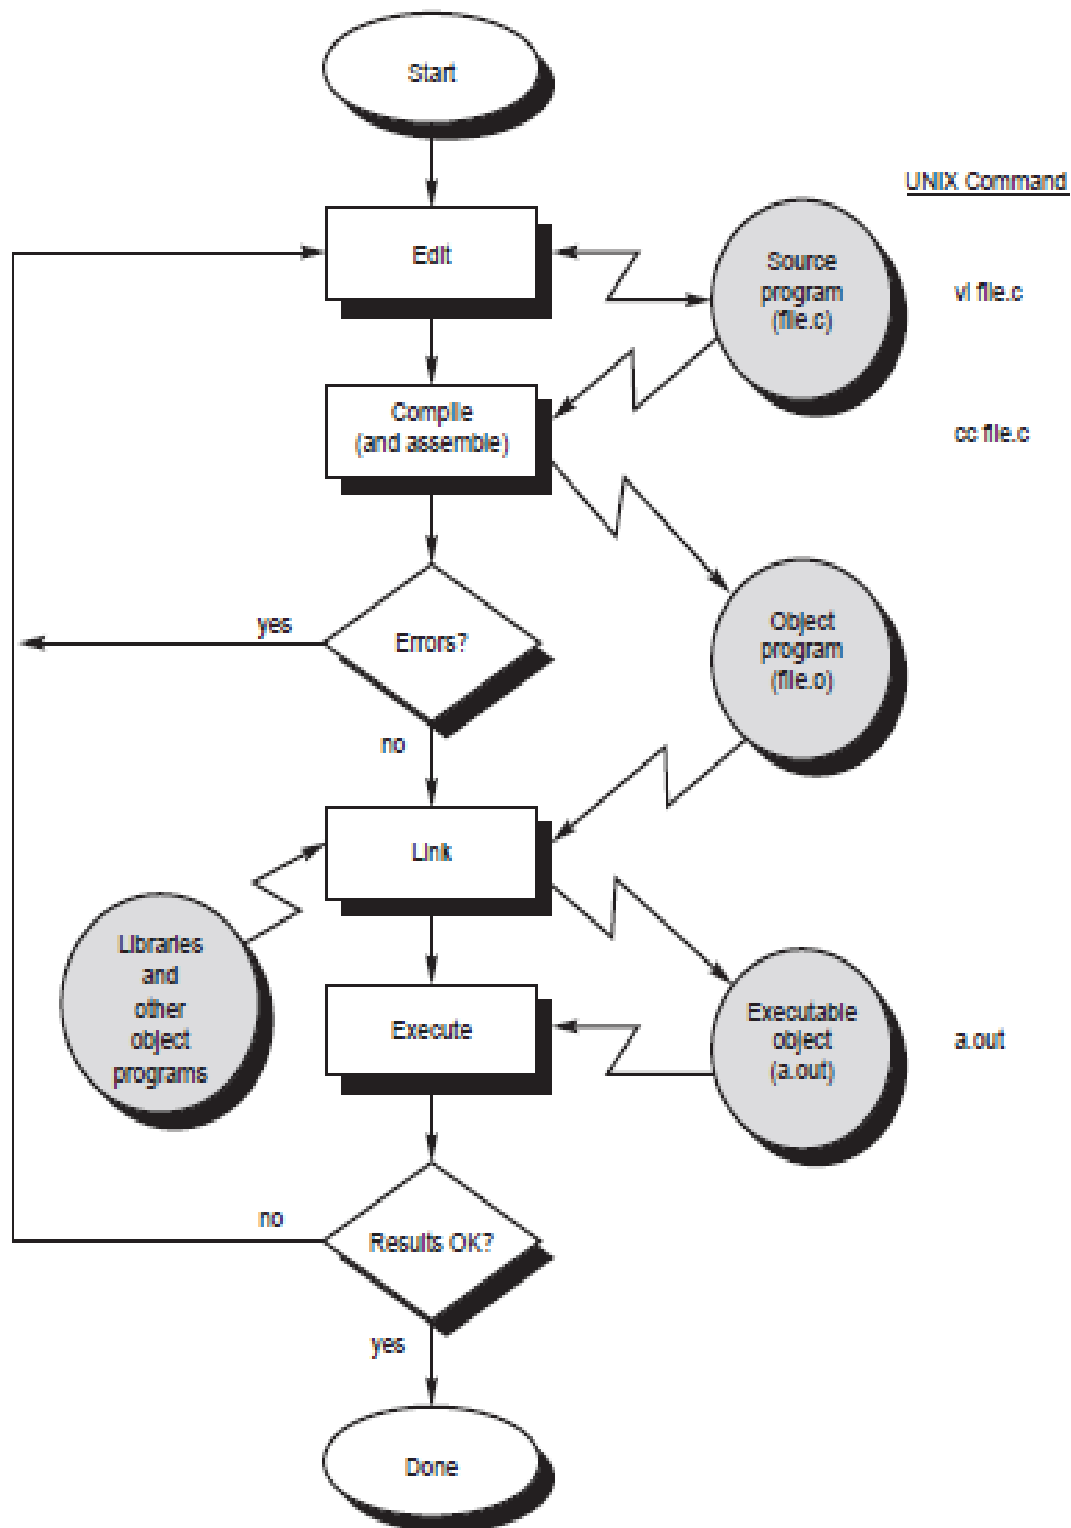 Start
UNIX Command
Edit
Source
program
(file.c)
vi file.c
Compile
(and assemble)
cc file.c
yes
Errors?
Object
program
(file.o)
no
Link
Libraries
and
other
object
programs
Execute
Executable
object
(a.out)
a.out
no
Results OK?
yes
Done